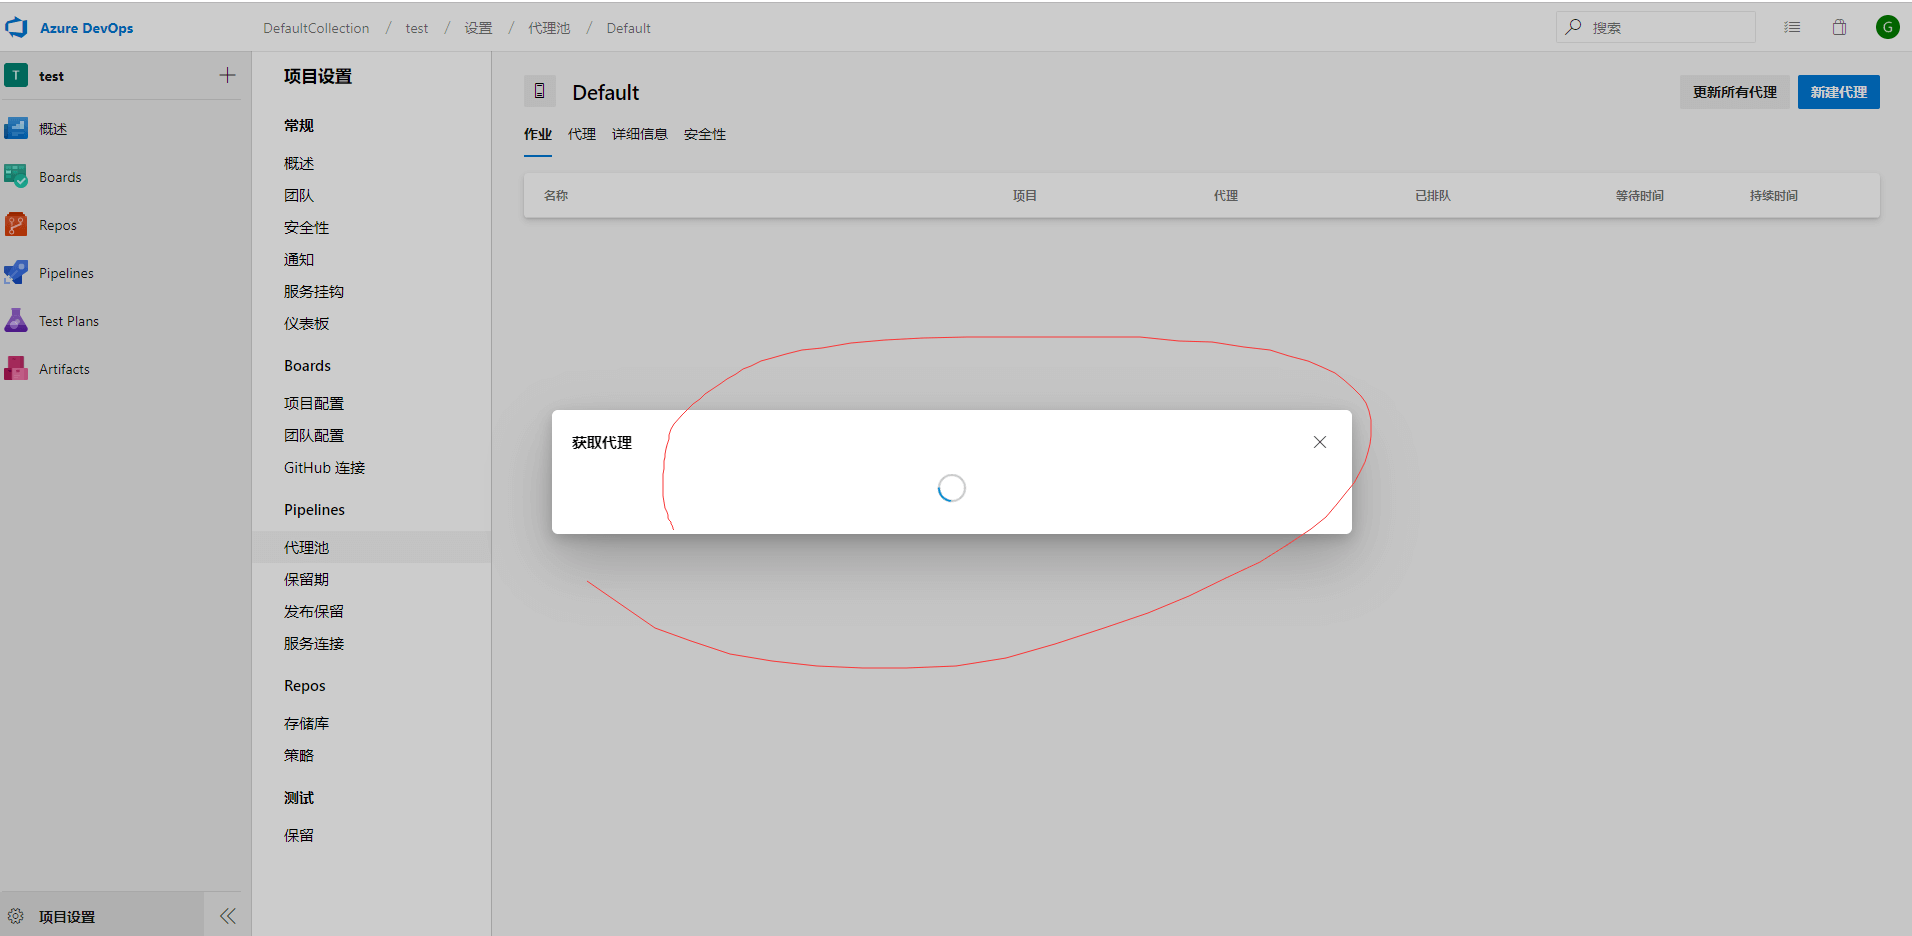 Azure DevOps
DefaultCollection / test / 设置 / 代理池 / Default
搜索
G
T test
概述
Boards
Repos
Pipelines
Test Plans
Artifacts
项目设置
项目设置
常规
概述
团队
安全性
通知
服务挂钩
仪表板
Boards
项目配置
团队配置
GitHub 连接
Pipelines
代理池
保留期
发布保留
服务连接
Repos
存储库
策略
测试
保留
Default
更新所有代理 新建代理
作业 代理 详细信息 安全性
名称 项目 代理 已排队 等待时间 持续时间
获取代理